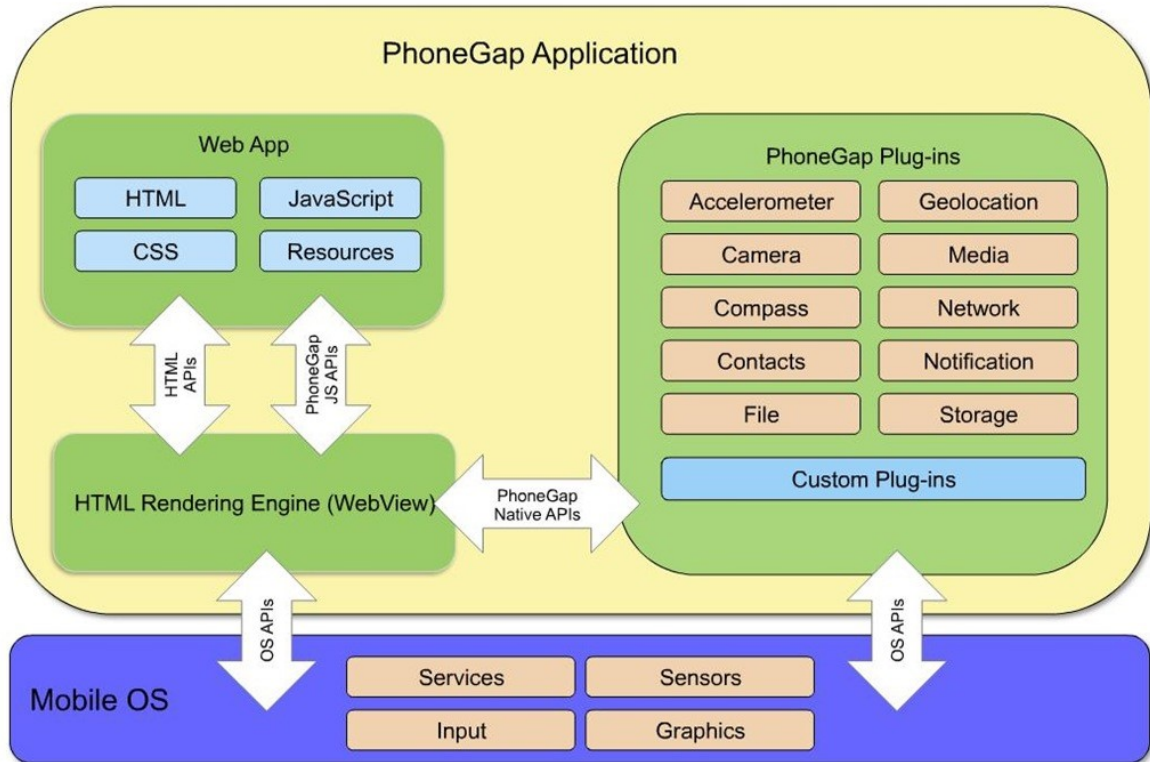 PhoneGap Application
Web App
HTML
JavaScript
CSS
Resources
HTML
APIs
PhoneGap
JS APIs
HTML Rendering Engine (WebView)
PhoneGap
Native APIs
PhoneGap Plug-ins
Accelerometer
Geolocation
Camera
Media
Compass
Network
Contacts
Notification
File
Storage
Custom Plug-ins
OS APIs
OS APIs
Mobile OS
Services
Sensors
Input
Graphics